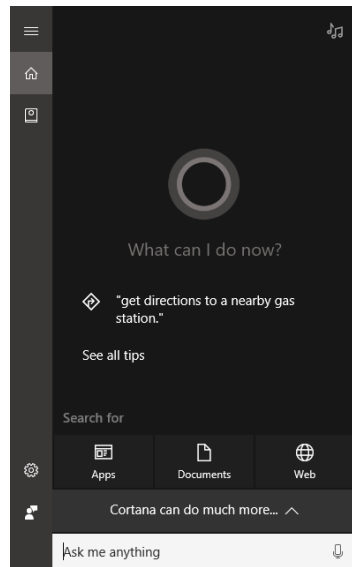 What can I do now?
"get directions to a nearby gas
station."
See all tips
Search for
Apps
Documents
Web
Cortana can do much more...
Ask me anything